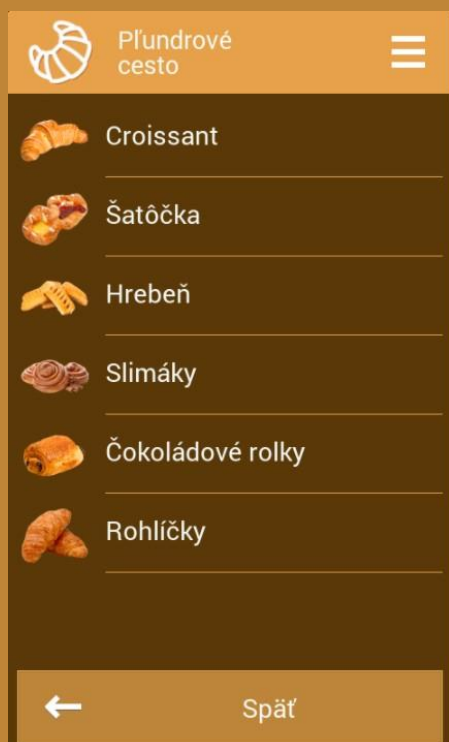 Pľundrové
cesto
Croissant
Šatôčka
Hrebeň
Slimáky
Čokoládové rolky
Rohlíčky
Späť